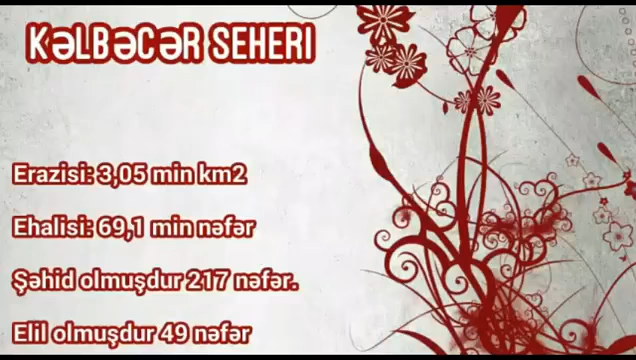 KəLBəCəR SEHERI
Erazisi: 3,05 min km2
Ehalisi: 69,1 min nəfər
Şəhid olmuşdur 217 nəfər.
Elil olmuşdur 49 nəfər